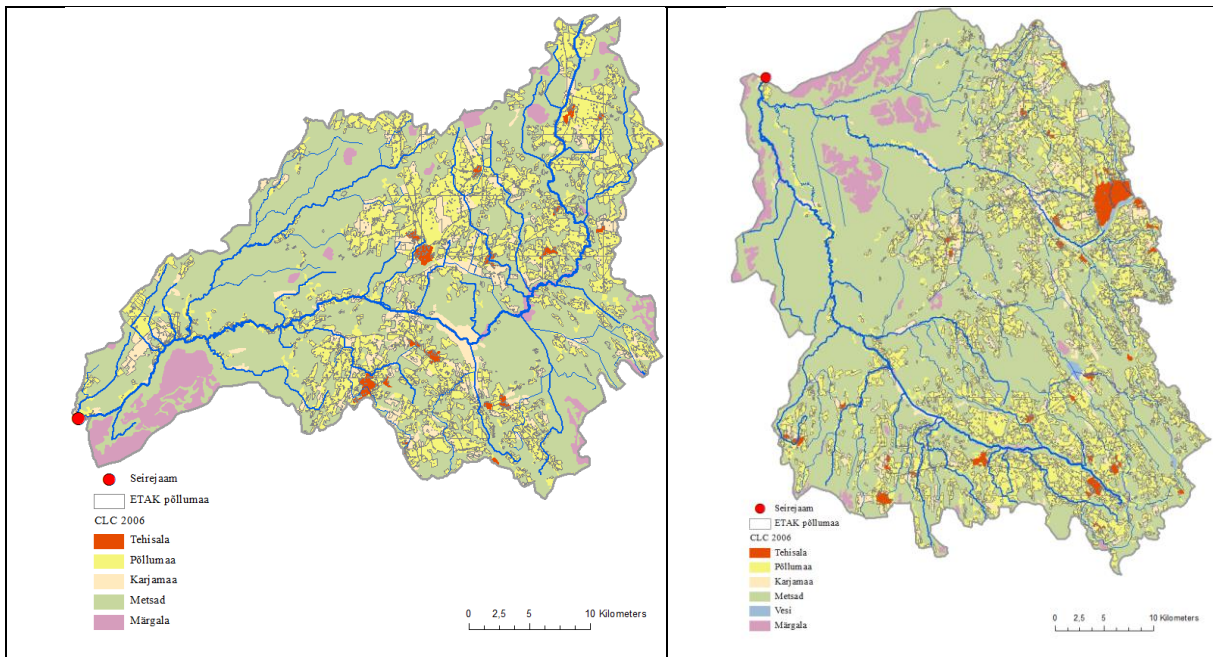 Seirejaam
ETAK põllumaa
CLC 2006
Tehisala
Põllumaa
Karjamaa
Metsad
Märgala
0 2,5 5 10 Kilometers
Seirejaam
ETAK põllumaa
CLC 2006
Tehisala
Põllumaa
Karjamaa
Metsad
Vesi
Märgala
0 2,5 5 10 Kilometers